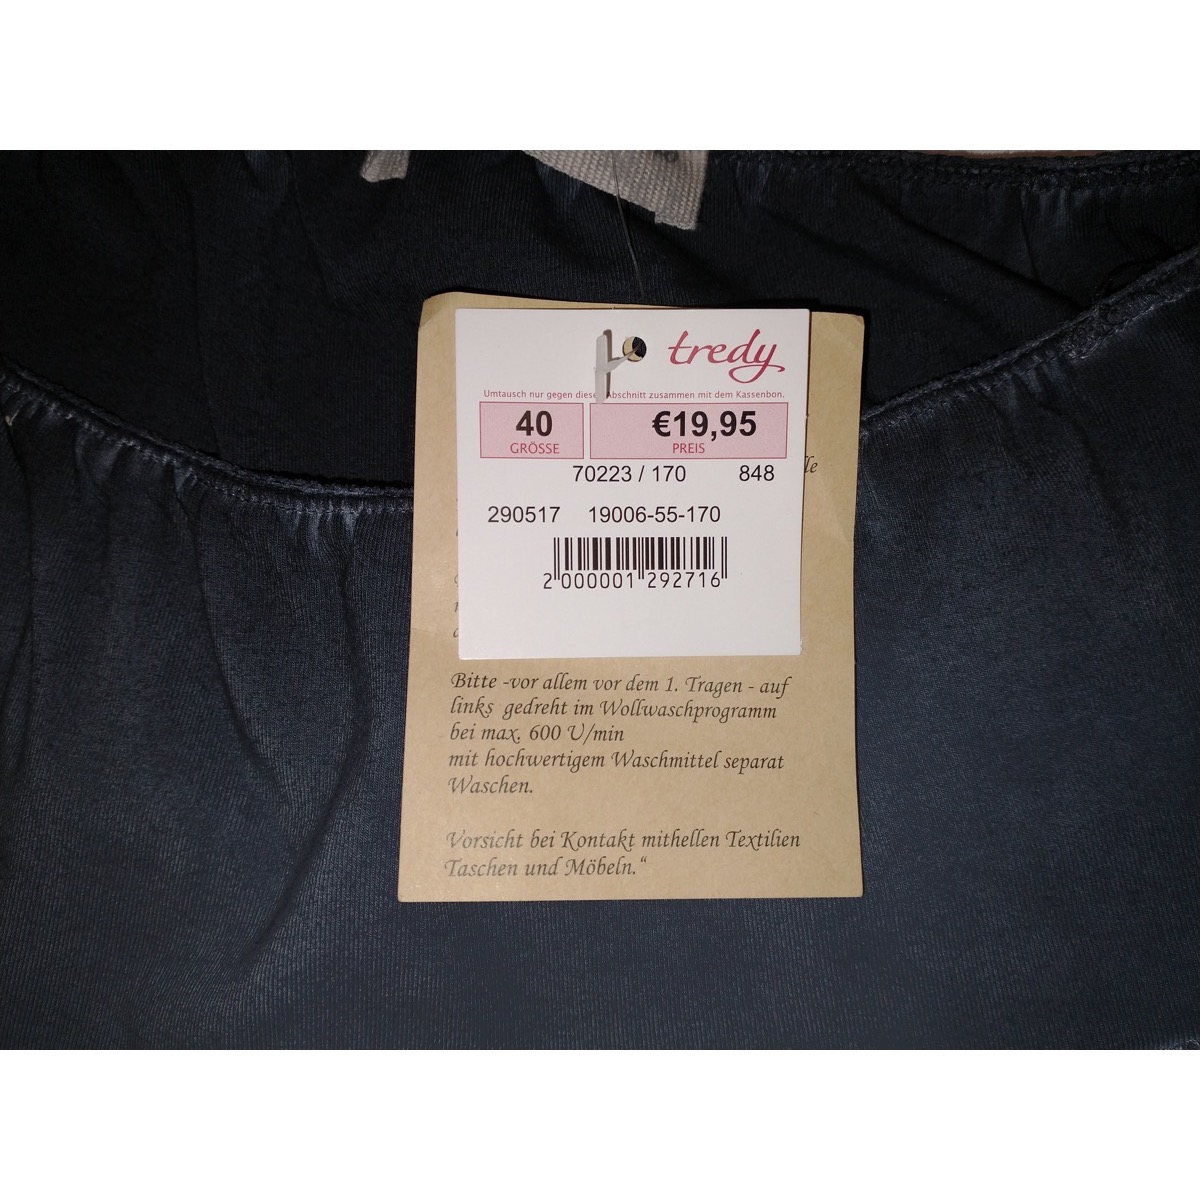 tredy
Umtausch nur gegen diese Abschnitt zusammen mit dem Kassenbon.
40 €19,95
GRÖSSE PREIS
70223 / 170 848
290517 19006-55-170
2 000001 292716
Bitte -vor allem vor dem 1. Tragen - auf
links gedreht im Wollwaschprogramm
bei max. 600 U/min
mit hochwertigem Waschmittel separat
Waschen.
Vorsicht bei Kontakt mithellen Textilien
Taschen und Möbeln.“